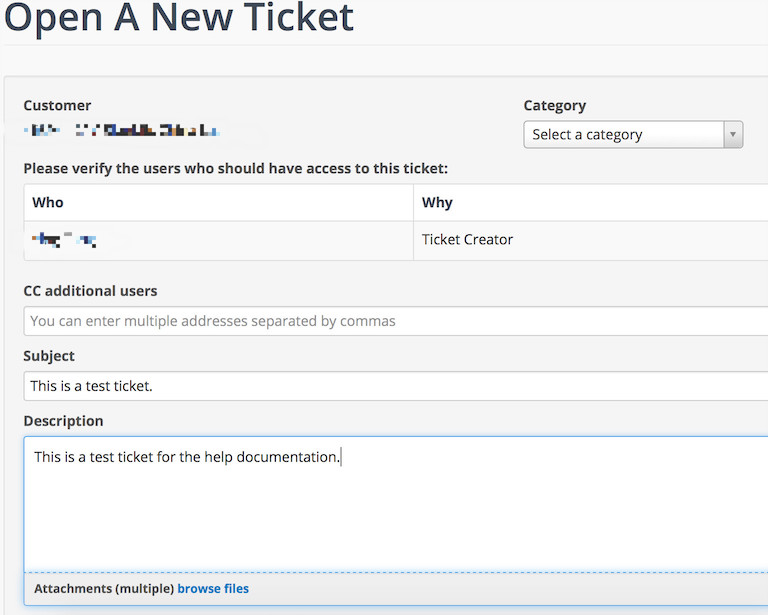 Open A New Ticket
Customer
Category
Select a category
Please verify the users who should have access to this ticket:
Who
Why
Ticket Creator
CC additional users
You can enter multiple addresses separated by commas
Subject
This is a test ticket.
Description
This is a test ticket for the help documentation.
Attachments (multiple) browse files